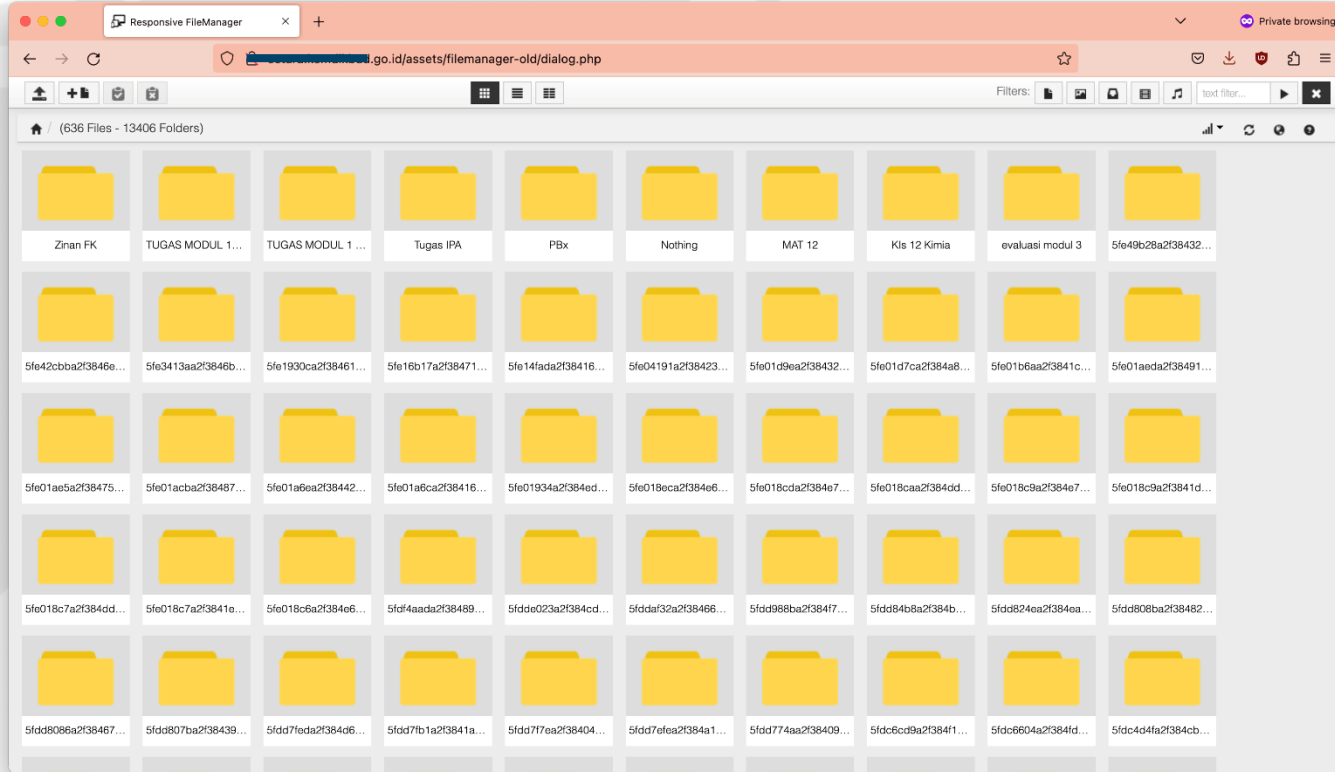 Responsive FileManager
Private browsing
.go.id/assets/filemanager-old/dialog.php
Filters:
text filter...
(636 Files - 13406 Folders)
Zinan FK TUGAS MODUL 1... TUGAS MODUL 1 ... Tugas IPA PBx Nothing MAT 12 Kls 12 Kimia evaluasi modul 3 5fe49b28a2f38432...
5fe42cbba2f3846e... 5fe3413aa2f3846b... 5fe1930ca2f38461... 5fe16b17a2f38471... 5fe14fada2f38416... 5fe04191a2f38423... 5fe01d9ea2f38432... 5fe01d7ca2f384a8... 5fe01b6aa2f3841c... 5fe01aeda2f38491...
5fe01ae5a2f38475... 5fe01acba2f38487... 5fe01a6ea2f38442... 5fe01a6ca2f38416... 5fe01934a2f384ed... 5fe018eca2f384e6... 5fe018cda2f384e7... 5fe018caa2f384dd... 5fe018c9a2f384e7... 5fe018c9a2f3841d...
5fe018c7a2f384dd... 5fe018c7a2f3841e... 5fe018c6a2f384e6... 5fdf4aada2f38489... 5fdde023a2f384cd... 5fddaf32a2f38466... 5fdd988ba2f384f7... 5fdd84b8a2f384b... 5fdd824ea2f384ea... 5fdd808ba2f38482...
5fdd8086a2f38467... 5fdd807ba2f38439... 5fdd7feda2f384d6... 5fdd7fb1a2f3841a... 5fdd7f7ea2f38404... 5fdd7efea2f384a1... 5fdd774aa2f38409... 5fdc6cd9a2f384f1... 5fdc6604a2f384fd... 5fdc4d4fa2f384cb...